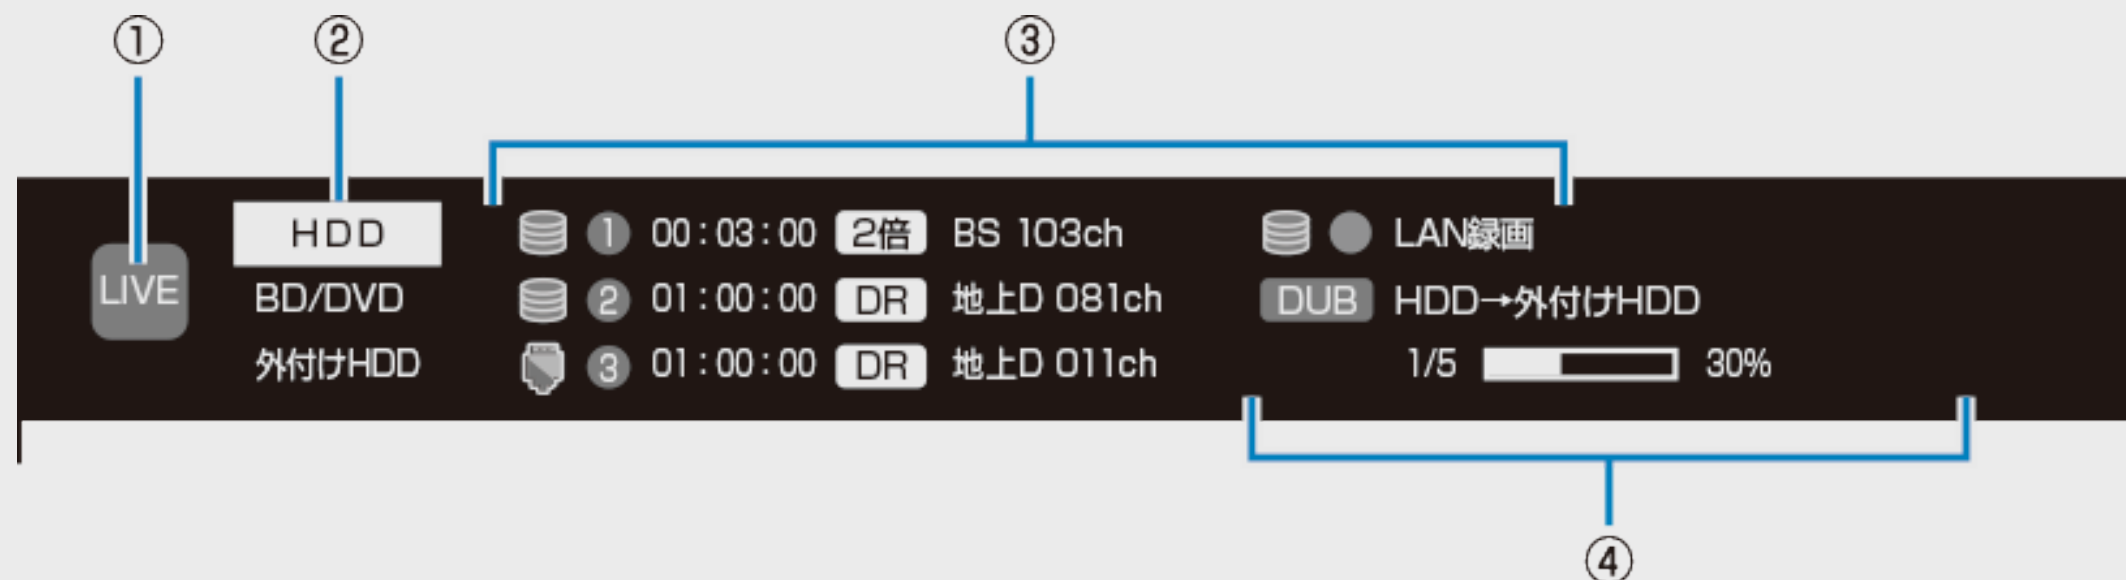 ① ② ③
LIVE
HDD
BD/DVD
外付けHDD
1 00:03:00 2倍 BS 103ch
2 01:00:00 DR 地上D 081ch
3 01:00:00 DR 地上D 011ch
LAN録画
DUB HDD→外付けHDD
1/5 30%
④